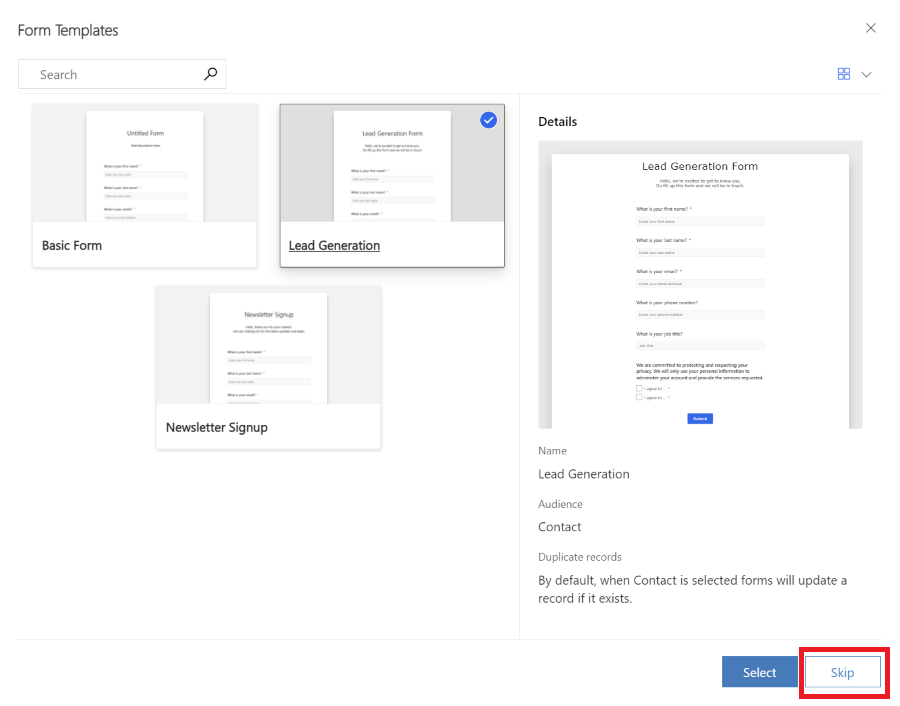 Form Templates
Search
Untitled Form
Add description here
What is your first name? *
Enter your first name
What is your last name? *
Enter your last name
What is your email? *
Enter your email address
Basic Form
Lead Generation Form
Hello, we're excited to get to know you.
Do fill up this form and we will be in touch.
What is your first name? *
Enter your first name
What is your last name? *
Enter your last name
What is your email? *
Lead Generation
Newsletter Signup
Hello, thank you for your interest.
Join our mailing list for the latest updates and deals.
What is your first name? *
Enter your first name
What is your last name? *
Enter your last name
What is your email? *
Newsletter Signup
Details
Lead Generation Form
Hello, we're excited to get to know you.
Do fill up this form and we will be in touch.
What is your first name? *
Enter your first name
What is your last name? *
Enter your last name
What is your email? *
Enter your email address
What is your phone number?
Enter your phone number
What is your job title?
Job Title
We are committed to protecting and respecting your
privacy. We will only use your personal information to
administer your account and provide the services requested.
I agree to... *
I agree to... *
Submit
Name
Lead Generation
Audience
Contact
Duplicate records
By default, when Contact is selected forms will update a
record if it exists.
Select
Skip